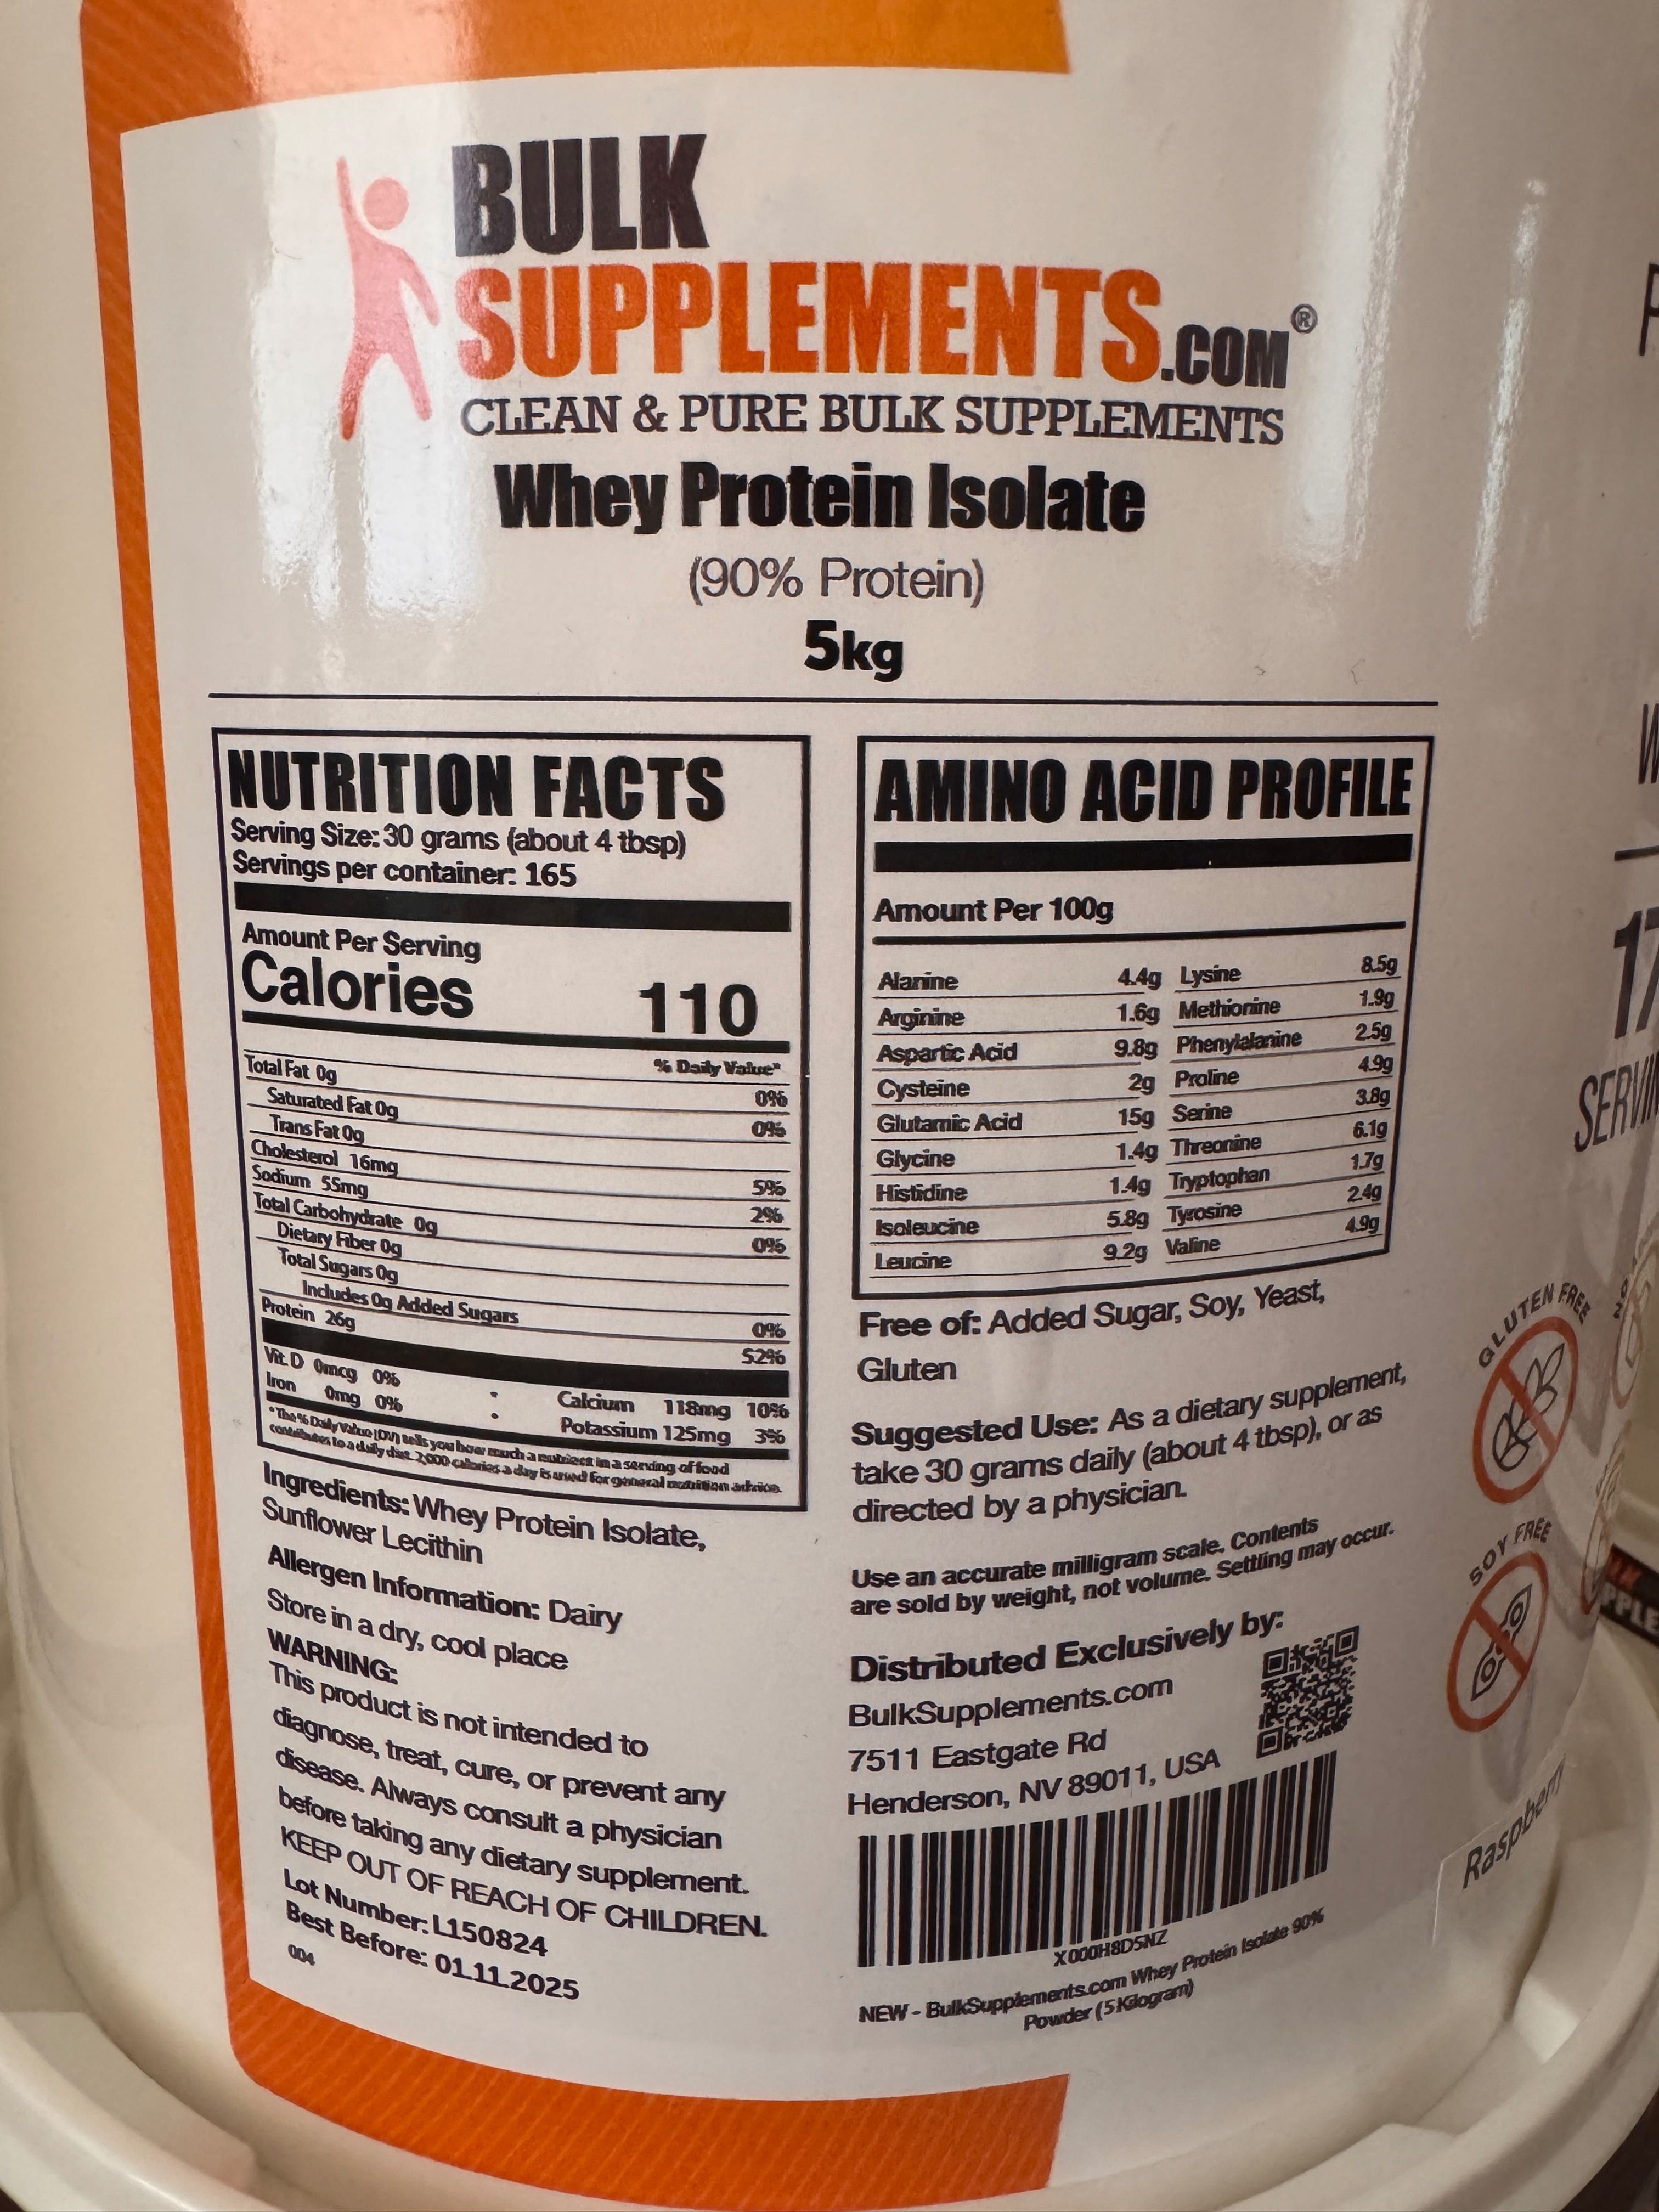 BULK
SUPPLEMENTS.COM®
CLEAN & PURE BULK SUPPLEMENTS
Whey Protein Isolate
(90% Protein)
5kg
NUTRITION FACTS
Serving Size: 30 grams (about 4 tbsp)
Servings per container: 165
Amount Per Serving
Calories 110
% Daily Value*
Total Fat 0g 0%
Saturated Fat 0g 0%
Trans Fat 0g
Cholesterol 16mg 5%
Sodium 55mg 2%
Total Carbohydrate 0g 0%
Dietary Fiber 0g
Total Sugars 0g
Includes 0g Added Sugars 0%
Protein 26g 52%
Vit. D 0mcg 0% • Calcium 118mg 10%
Iron 0mg 0% • Potassium 125mg 3%
*The % Daily Value (DV) tells you how much a nutrient in a serving of food
contributes to a daily diet. 2,000 calories a day is used for general nutrition advice.
Ingredients: Whey Protein Isolate,
Sunflower Lecithin
Allergen Information: Dairy
Store in a dry, cool place
WARNING:
This product is not intended to
diagnose, treat, cure, or prevent any
disease. Always consult a physician
before taking any dietary supplement.
KEEP OUT OF REACH OF CHILDREN.
Lot Number: L150824
Best Before: 01.11.2025
004
AMINO ACID PROFILE
Amount Per 100g
Alanine 4.4g Lysine 8.5g
Arginine 1.6g Methionine 1.9g
Aspartic Acid 9.8g Phenylalanine 2.5g
Cysteine 2g Proline 4.9g
Glutamic Acid 15g Serine 3.8g
Glycine 1.4g Threonine 6.1g
Histidine 1.4g Tryptophan 1.7g
Isoleucine 5.8g Tyrosine 2.4g
Leucine 9.2g Valine 4.9g
Free of: Added Sugar, Soy, Yeast,
Gluten
Suggested Use: As a dietary supplement,
take 30 grams daily (about 4 tbsp), or as
directed by a physician.
Use an accurate milligram scale. Contents
are sold by weight, not volume. Settling may occur.
Distributed Exclusively by:
BulkSupplements.com
7511 Eastgate Rd
Henderson, NV 89011, USA
X000H8D5NZ
NEW - BulkSupplements.com Whey Protein Isolate 90%
Powder (5 Kilogram)
GLUTEN FREE
SOY FREE
Raspberry